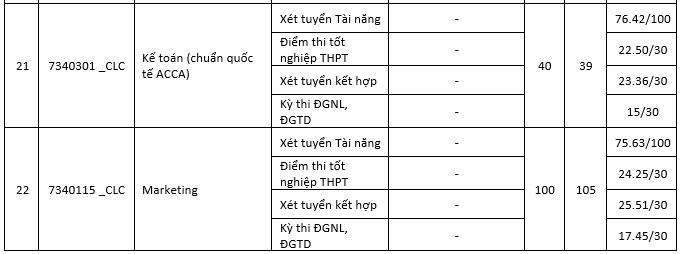 21 7340301 _CLC Kế toán (chuẩn quốc
tế ACCA) 40 39
Xét tuyển Tài năng - 76.42/100
Điểm thi tốt
nghiệp THPT - 22.50/30
Xét tuyển kết hợp - 23.36/30
Kỳ thi ĐGNL,
ĐGTD - 15/30
22 7340115 _CLC Marketing 100 105
Xét tuyển Tài năng - 75.63/100
Điểm thi tốt
nghiệp THPT - 24.25/30
Xét tuyển kết hợp - 25.51/30
Kỳ thi ĐGNL,
ĐGTD - 17.45/30